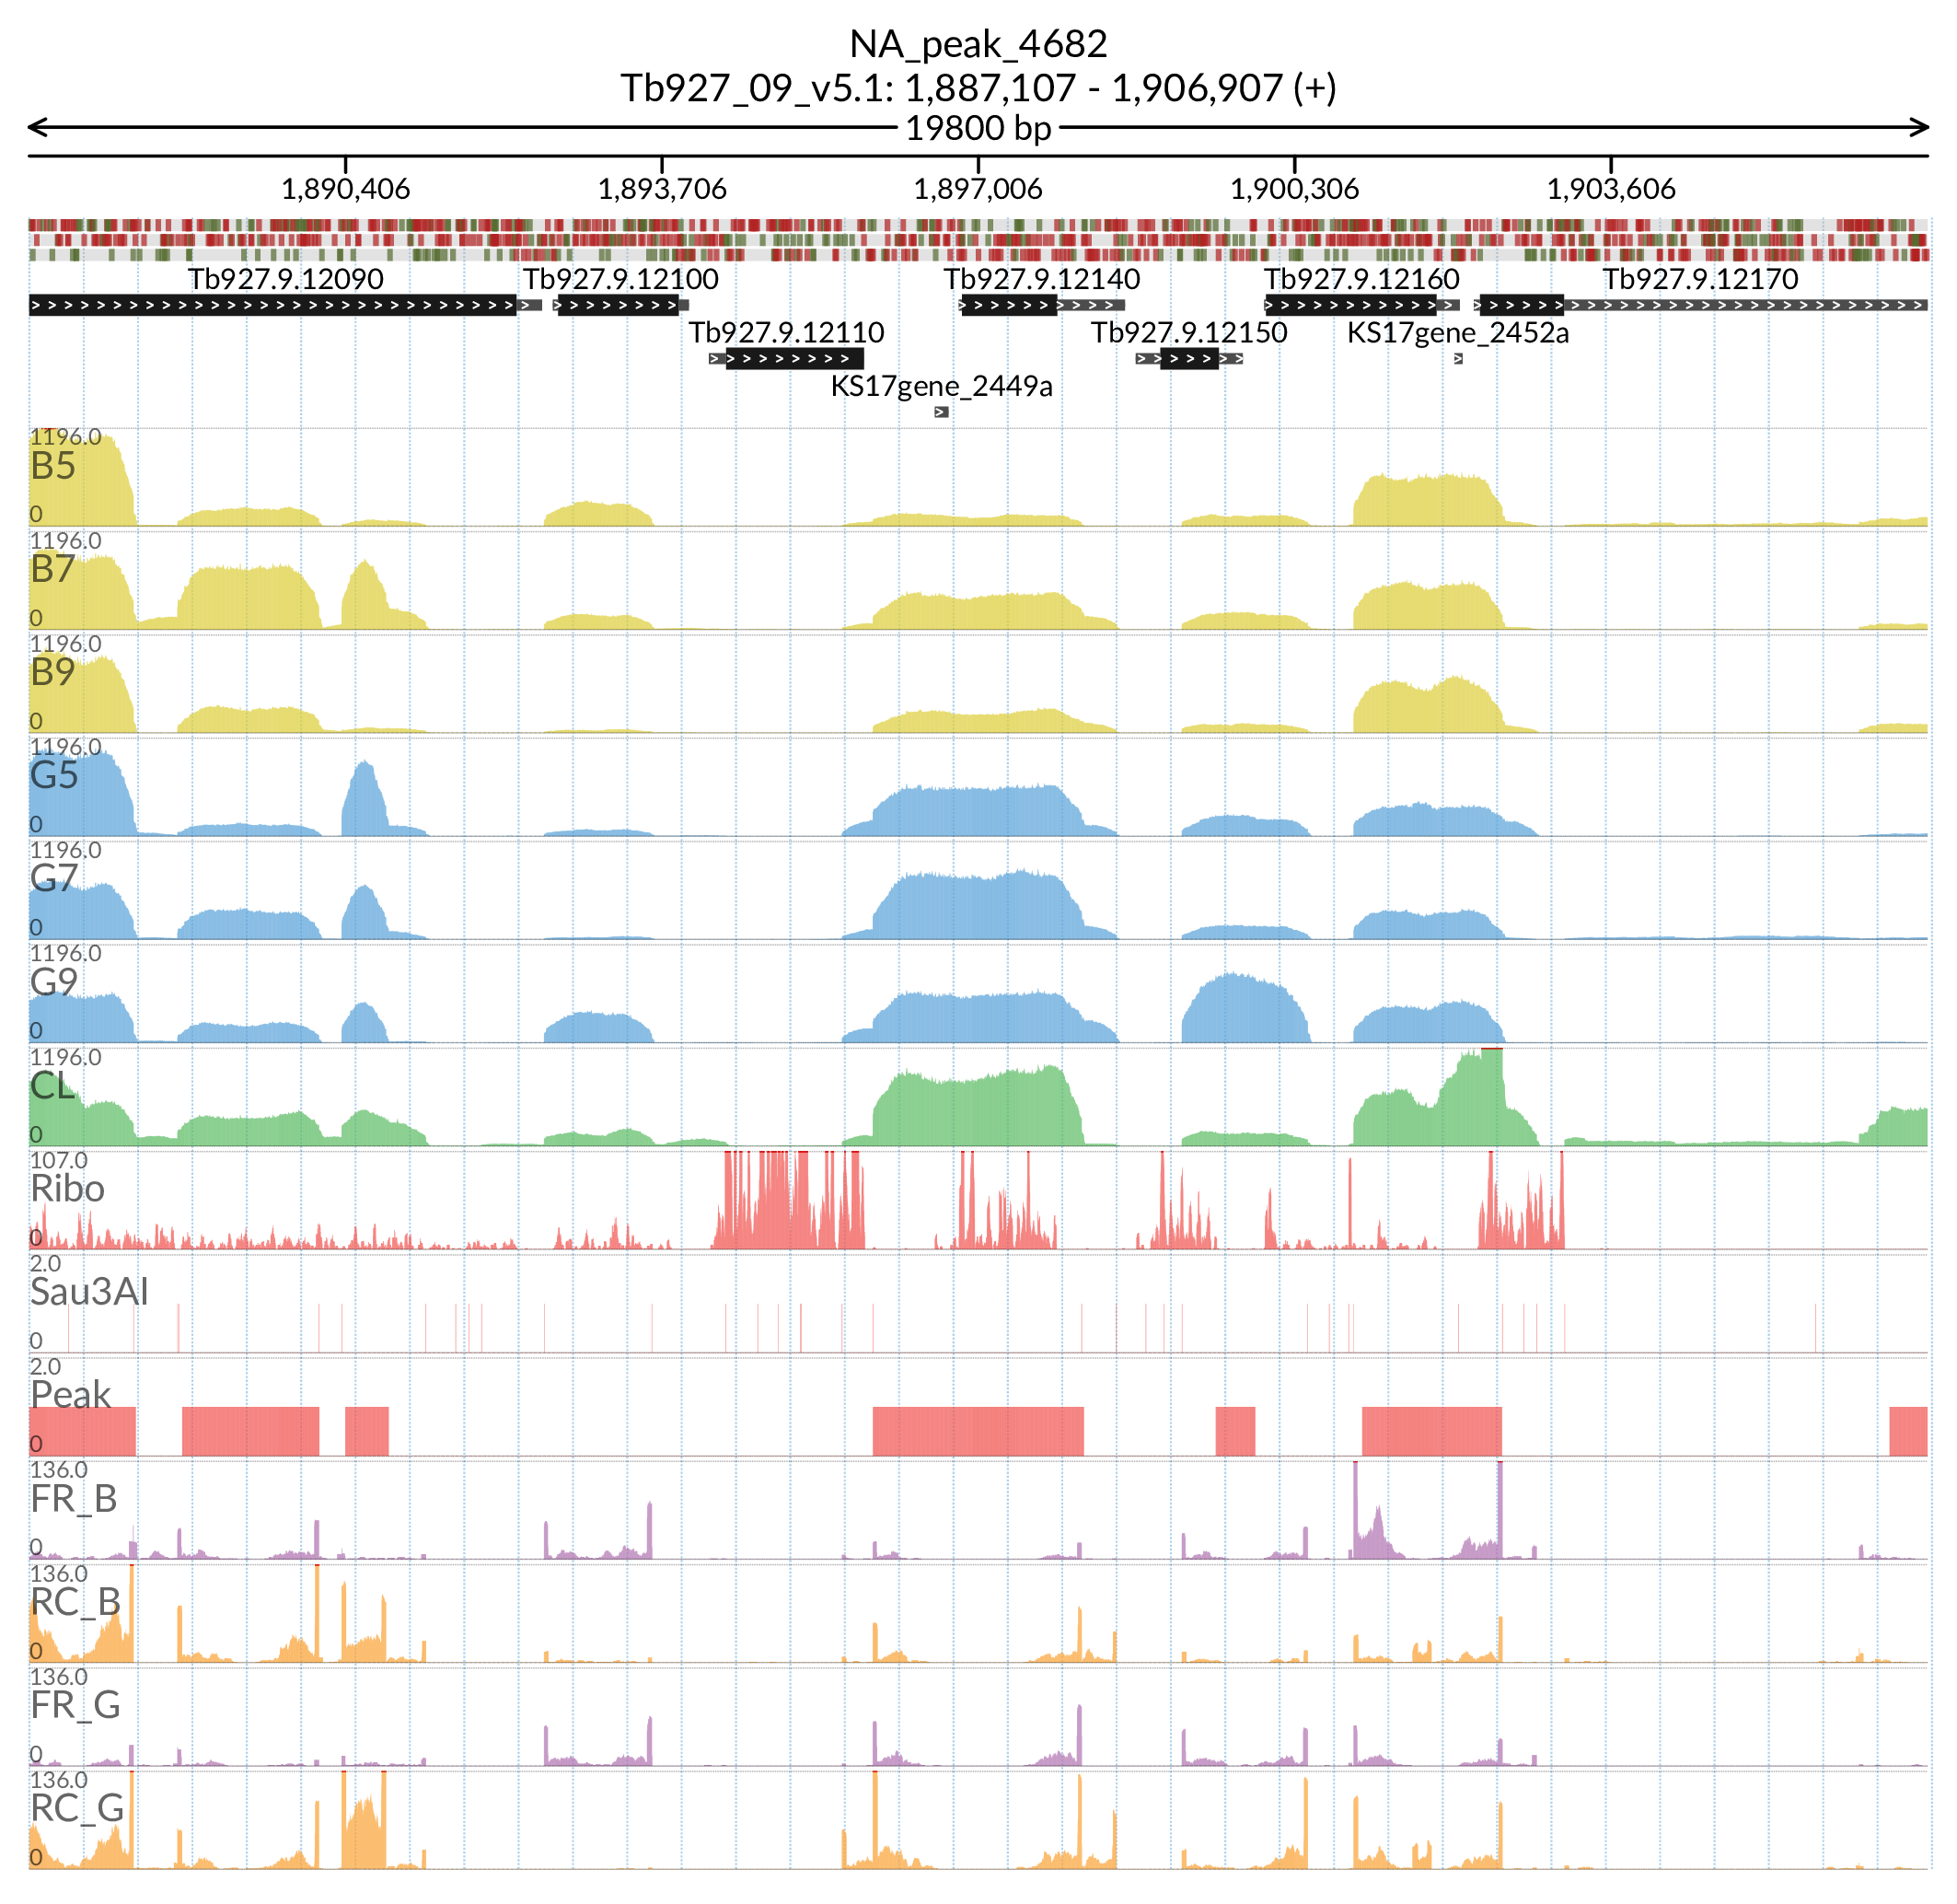 NA_peak_4682
Tb927_09_v5.1: 1,887,107 - 1,906,907 (+)
19800 bp
1,890,406 1,893,706 1,897,006 1,900,306 1,903,606
Tb927.9.12090 Tb927.9.12100 Tb927.9.12140 Tb927.9.12160 Tb927.9.12170
Tb927.9.12110 Tb927.9.12150 KS17gene_2452a
KS17gene_2449a
1196.0
B5
0
1196.0
B7
0
1196.0
B9
0
1196.0
G5
0
1196.0
G7
0
1196.0
G9
0
1196.0
CL
0
107.0
Ribo
0
2.0
Sau3AI
0
2.0
Peak
0
136.0
FR_B
0
136.0
RC_B
0
136.0
FR_G
0
136.0
RC_G
0